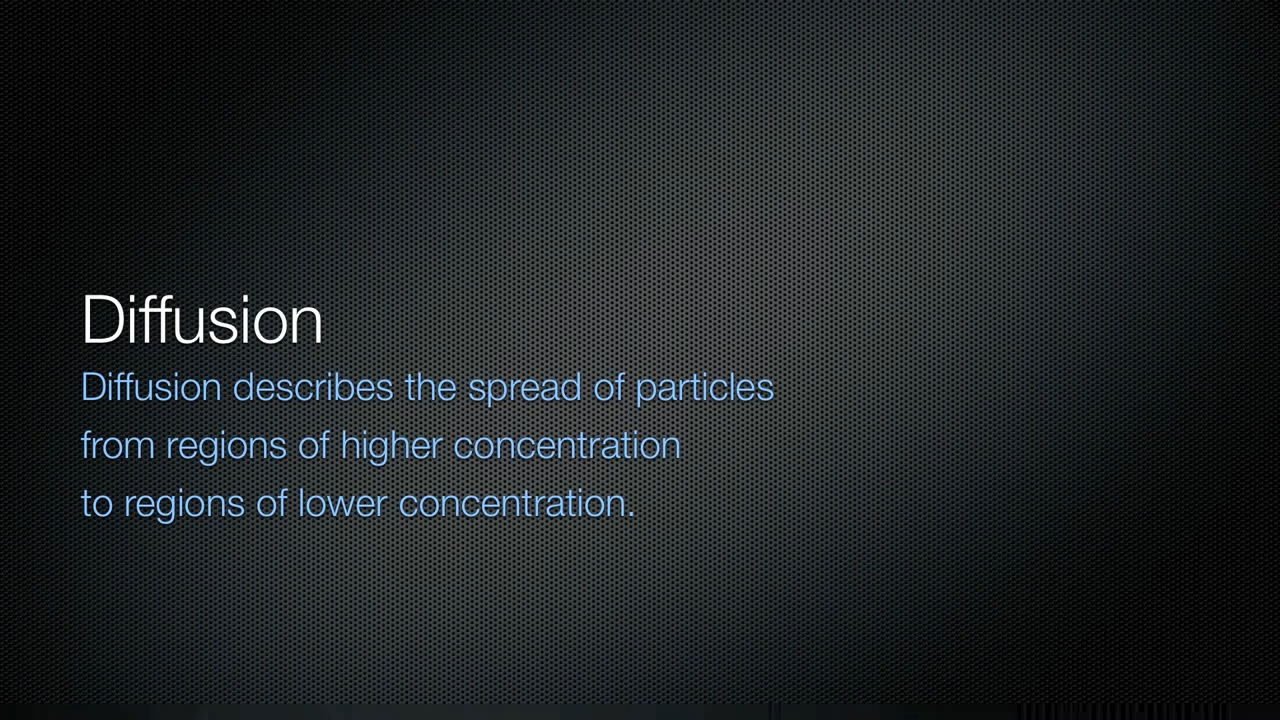 Diffusion
Diffusion describes the spread of particles
from regions of higher concentration
to regions of lower concentration.